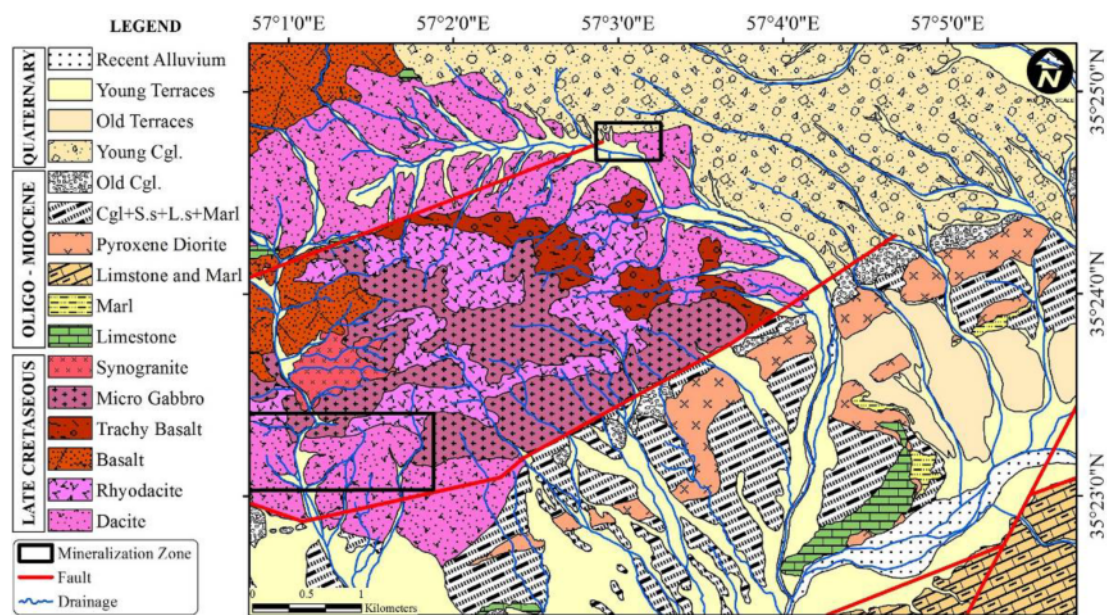 57°1'0"E 57°2'0"E 57°3'0"E 57°4'0"E 57°5'0"E
LEGEND
QUATERNARY
Recent Alluvium
Young Terraces
Old Terraces
Young Cgl.
OLIGO - MIOCENE
Old Cgl.
Cgl+S.s+L.s+Marl
Pyroxene Diorite
Limstone and Marl
Marl
Limestone
LATE CRETACEOUS
Synogranite
Micro Gabbro
Trachy Basalt
Basalt
Rhyodacite
Dacite
Mineralization Zone
Fault
Drainage
N
SCALE
35°25'0"N
35°24'0"N
35°23'0"N
0 0.5 1
Kilometers